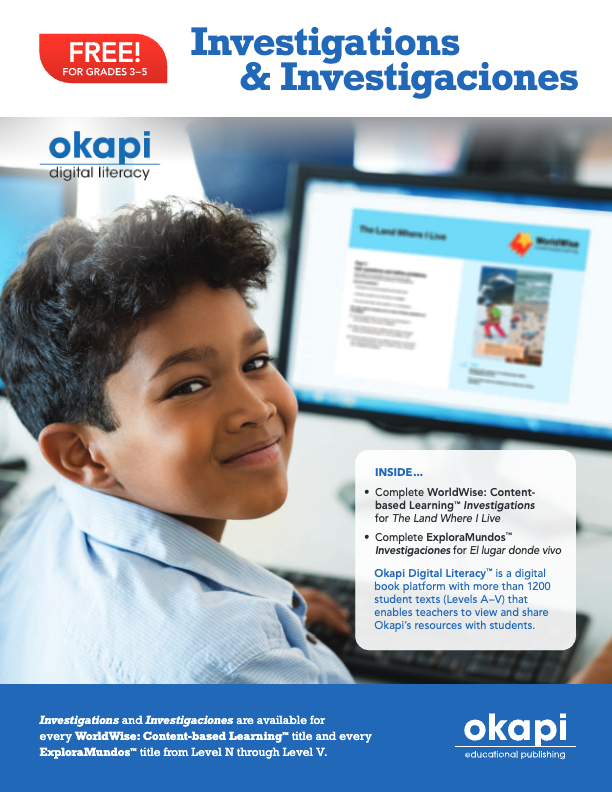 FREE!
FOR GRADES 3–5
Investigations
& Investigaciones
okapi
digital literacy
The Land Where I Live
WorldWise
INSIDE...
• Complete WorldWise: Content-
based Learning™ Investigations
for The Land Where I Live
• Complete ExploraMundos™
Investigaciones for El lugar donde vivo
Okapi Digital Literacy™ is a digital
book platform with more than 1200
student texts (Levels A–V) that
enables teachers to view and share
Okapi's resources with students.
Investigations and Investigaciones are available for
every WorldWise: Content-based Learning™ title and every
ExploraMundos™ title from Level N through Level V.
okapi
educational publishing